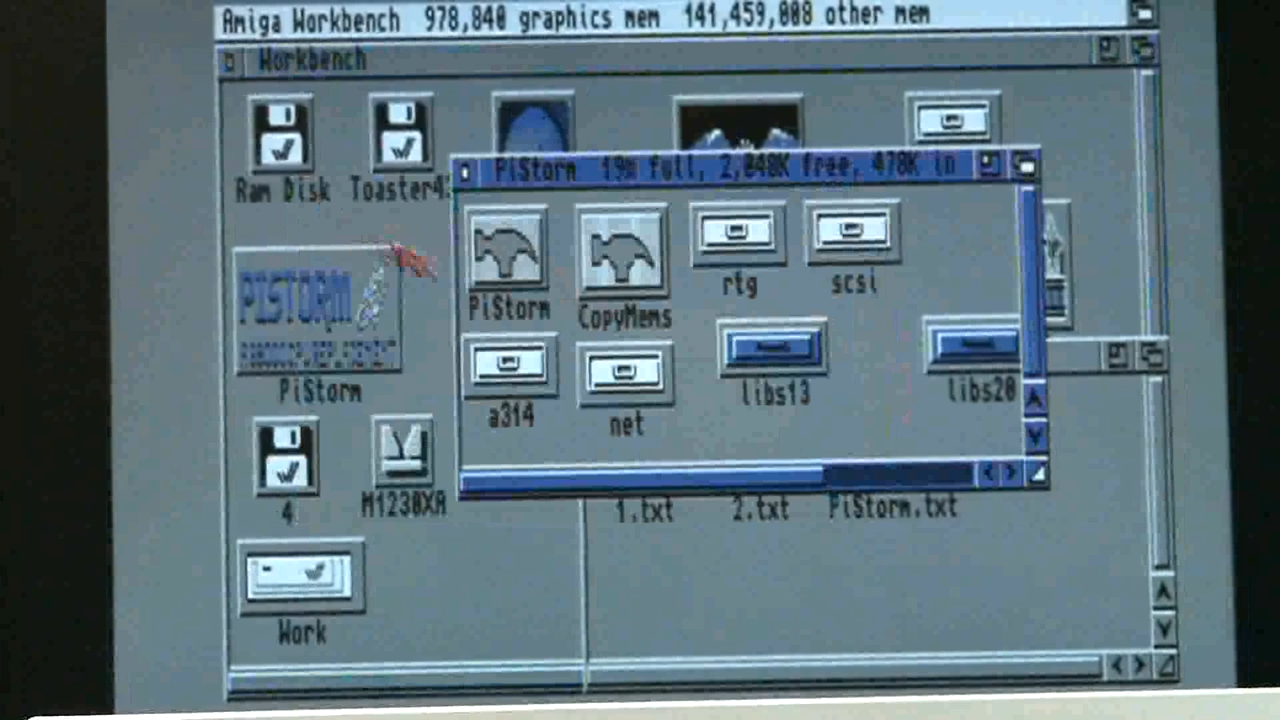 Amiga Workbench 978,840 graphics mem 141,459,808 other mem
Workbench
PiStorm 19% full, 2,048K free, 478K in
Ram Disk
PiStorm
CopyMems
rtg
scsi
PISTORM
PiStorm
a314
net
libs13
libs20
4
M1230XA
1.txt
2.txt
PiStorm.txt
Work